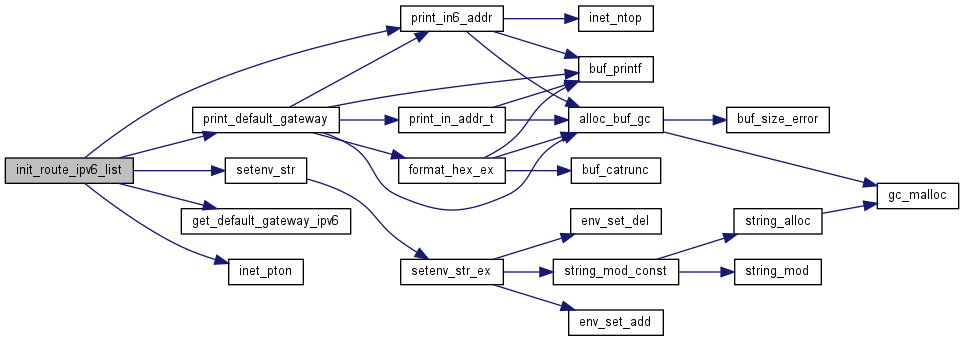 print_in6_addr
inet_ntop
buf_printf
print_default_gateway
print_in_addr_t
alloc_buf_gc
buf_size_error
init_route_ipv6_list
setenv_str
format_hex_ex
buf_catrunc
gc_malloc
get_default_gateway_ipv6
env_set_del
string_alloc
inet_pton
setenv_str_ex
string_mod_const
string_mod
env_set_add